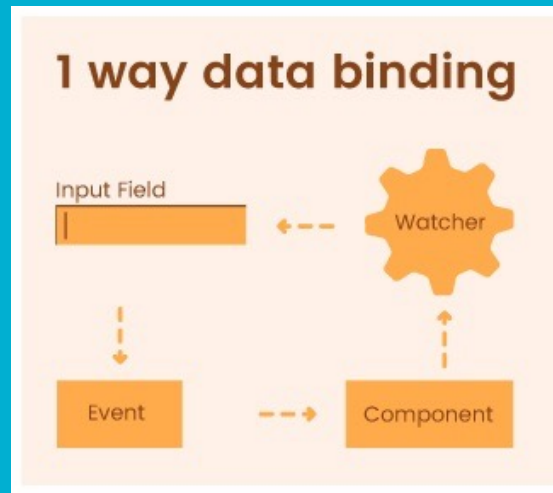 1 way data binding
Input Field
Watcher
Event
Component